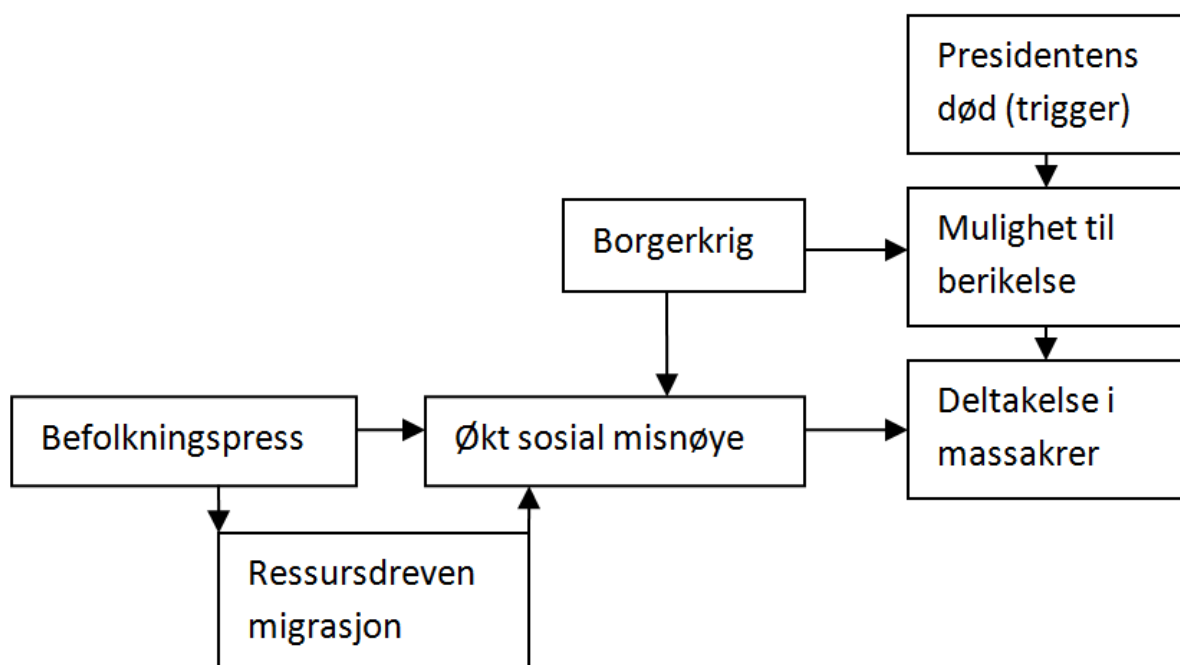 Presidentens
død (trigger)
Borgerkrig
Mulighet til
berikelse
Befolkningspress
Økt sosial misnøye
Deltakelse i
massakrer
Ressursdreven
migrasjon